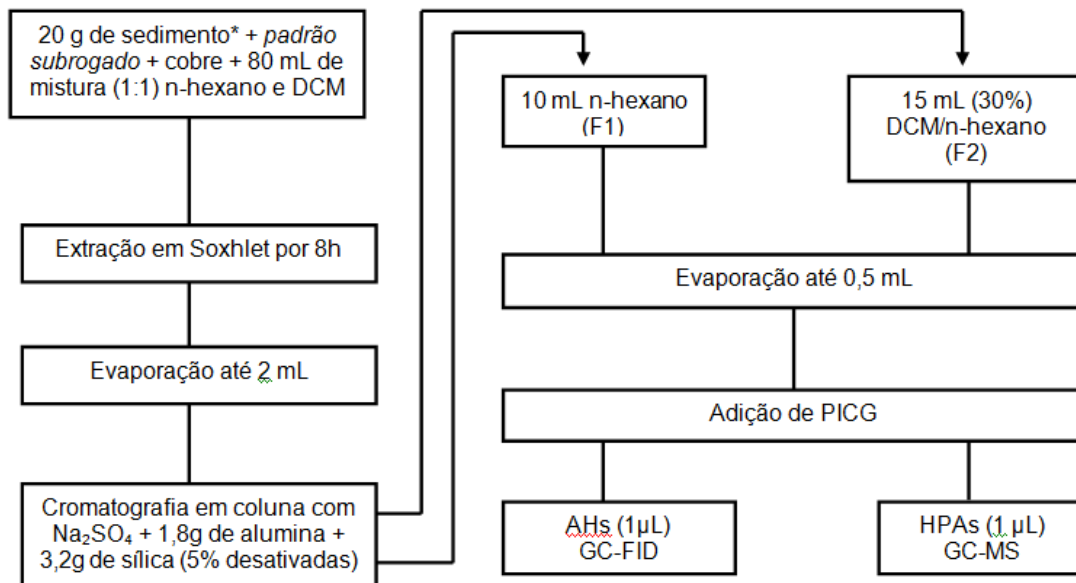 20 g de sedimento* + padrão
subrogado + cobre + 80 mL de
mistura (1:1) n-hexano e DCM
Extração em Soxhlet por 8h
Evaporação até 2 mL
Cromatografia em coluna com
Na₂SO₄ + 1,8g de alumina +
3,2g de sílica (5% desativadas)
10 mL n-hexano
(F1)
15 mL (30%)
DCM/n-hexano
(F2)
Evaporação até 0,5 mL
Adição de PICG
AHs (1µL)
GC-FID
HPAs (1 µL)
GC-MS